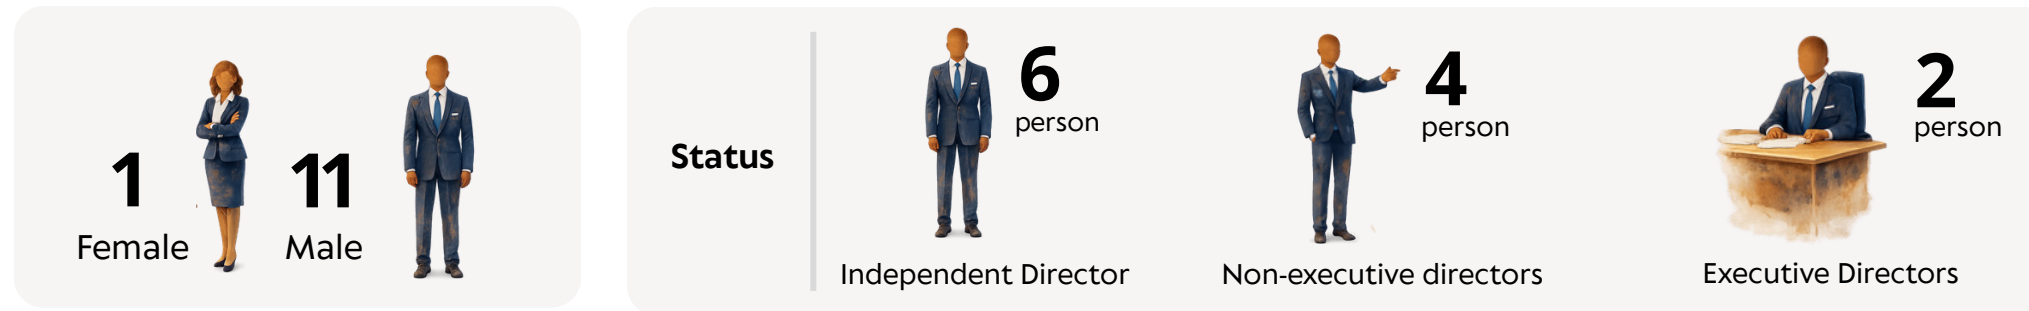 1
Female
11
Male
Status
6
person
Independent Director
4
person
Non-executive directors
2
person
Executive Directors